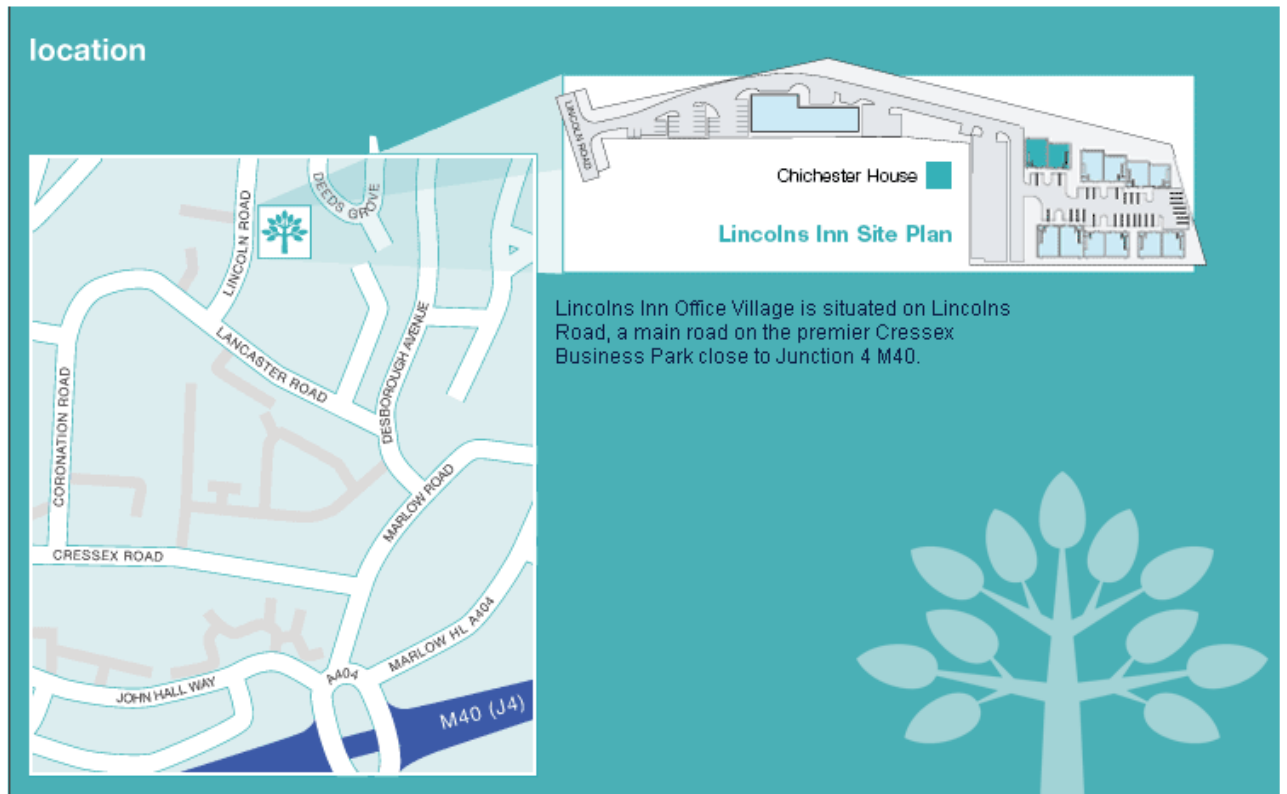 location
LINCOLN ROAD
Chichester House
Lincolns Inn Site Plan
Lincolns Inn Office Village is situated on Lincolns
Road, a main road on the premier Cressex
Business Park close to Junction 4 M40.
DEEDS GROVE
LINCOLN ROAD
LANCASTER ROAD
DESBOROUGH AVENUE
CORONATION ROAD
MARLOW ROAD
CRESSEX ROAD
MARLOW HL A404
A404
JOHN HALL WAY
M40 (J4)